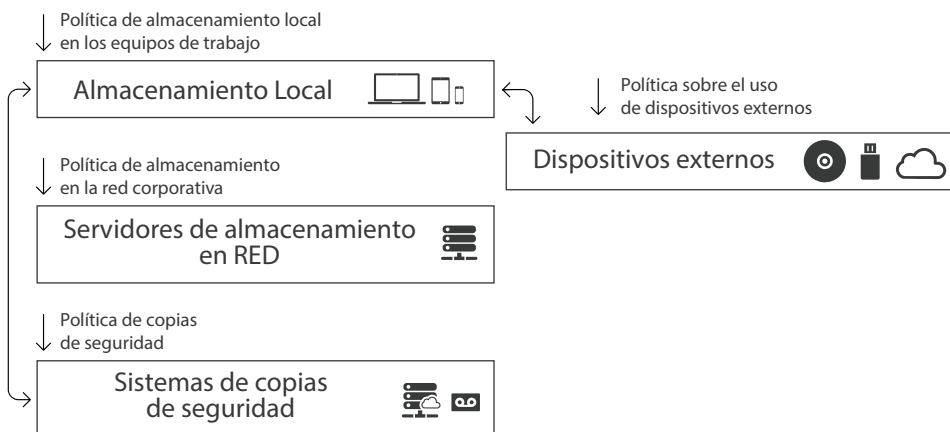 Política de almacenamiento local
en los equipos de trabajo
Almacenamiento Local
Política sobre el uso
de dispositivos externos
Dispositivos externos
Política de almacenamiento
en la red corporativa
Servidores de almacenamiento
en RED
Política de copias
de seguridad
Sistemas de copias
de seguridad